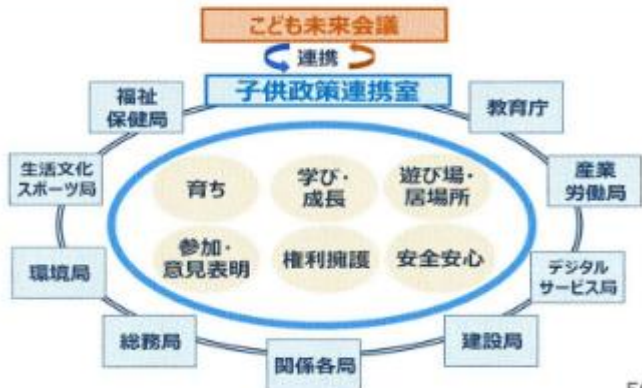 こども未来会議
連携
子供政策連携室
福祉
保健局
教育庁
生活文化
スポーツ局
産業
労働局
育ち
学び・
成長
遊び場・
居場所
参加・
意見表明
権利擁護
安全安心
環境局
デジタル
サービス局
総務局
建設局
関係各局